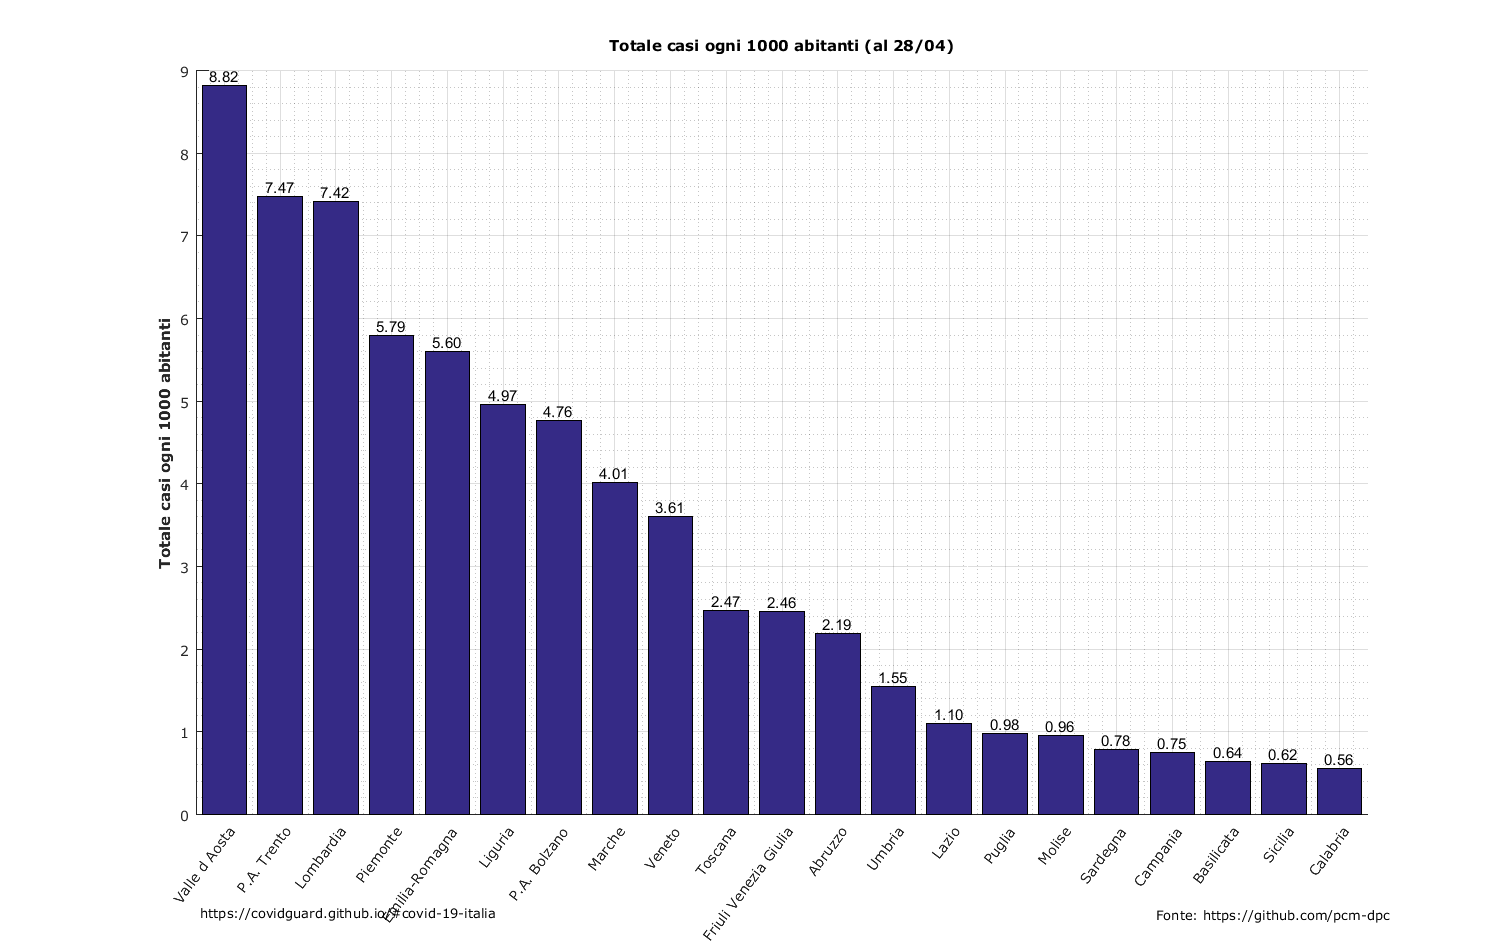 Totale casi ogni 1000 abitanti (al 28/04)
Totale casi ogni 1000 abitanti
9
8
7
6
5
4
3
2
1
0
8.82
7.47
7.42
5.79
5.60
4.97
4.76
4.01
3.61
2.47
2.46
2.19
1.55
1.10
0.98
0.96
0.78
0.75
0.64
0.62
0.56
Valle d Aosta
P.A. Trento
Lombardia
Piemonte
Emilia-Romagna
Liguria
P.A. Bolzano
Marche
Veneto
Toscana
Friuli Venezia Giulia
Abruzzo
Umbria
Lazio
Puglia
Molise
Sardegna
Campania
Basilicata
Sicilia
Calabria
https://covidguard.github.io/#covid-19-italia
Fonte: https://github.com/pcm-dpc